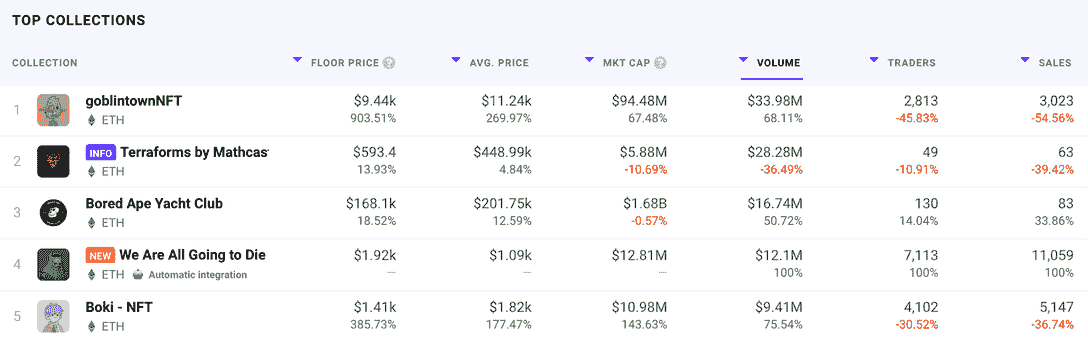 TOP COLLECTIONS
COLLECTION FLOOR PRICE ? AVG. PRICE MKT CAP ? VOLUME TRADERS SALES
1 goblintownNFT $9.44k $11.24k $94.48M $33.98M 2,813 3,023
ETH 903.51% 269.97% 67.48% 68.11% -45.83% -54.56%
2 INFO Terraforms by Mathcas $593.4 $448.99k $5.88M $28.28M 49 63
ETH 13.93% 4.84% -10.69% -36.49% -10.91% -39.42%
3 Bored Ape Yacht Club $168.1k $201.75k $1.68B $16.74M 130 83
ETH 18.52% 12.59% -0.57% 50.72% 14.04% 33.86%
4 NEW We Are All Going to Die $1.92k $1.09k $12.81M $12.1M 7,113 11,059
ETH Automatic integration — — — 100% 100% 100%
5 Boki - NFT $1.41k $1.82k $10.98M $9.41M 4,102 5,147
ETH 385.73% 177.47% 143.63% 75.54% -30.52% -36.74%